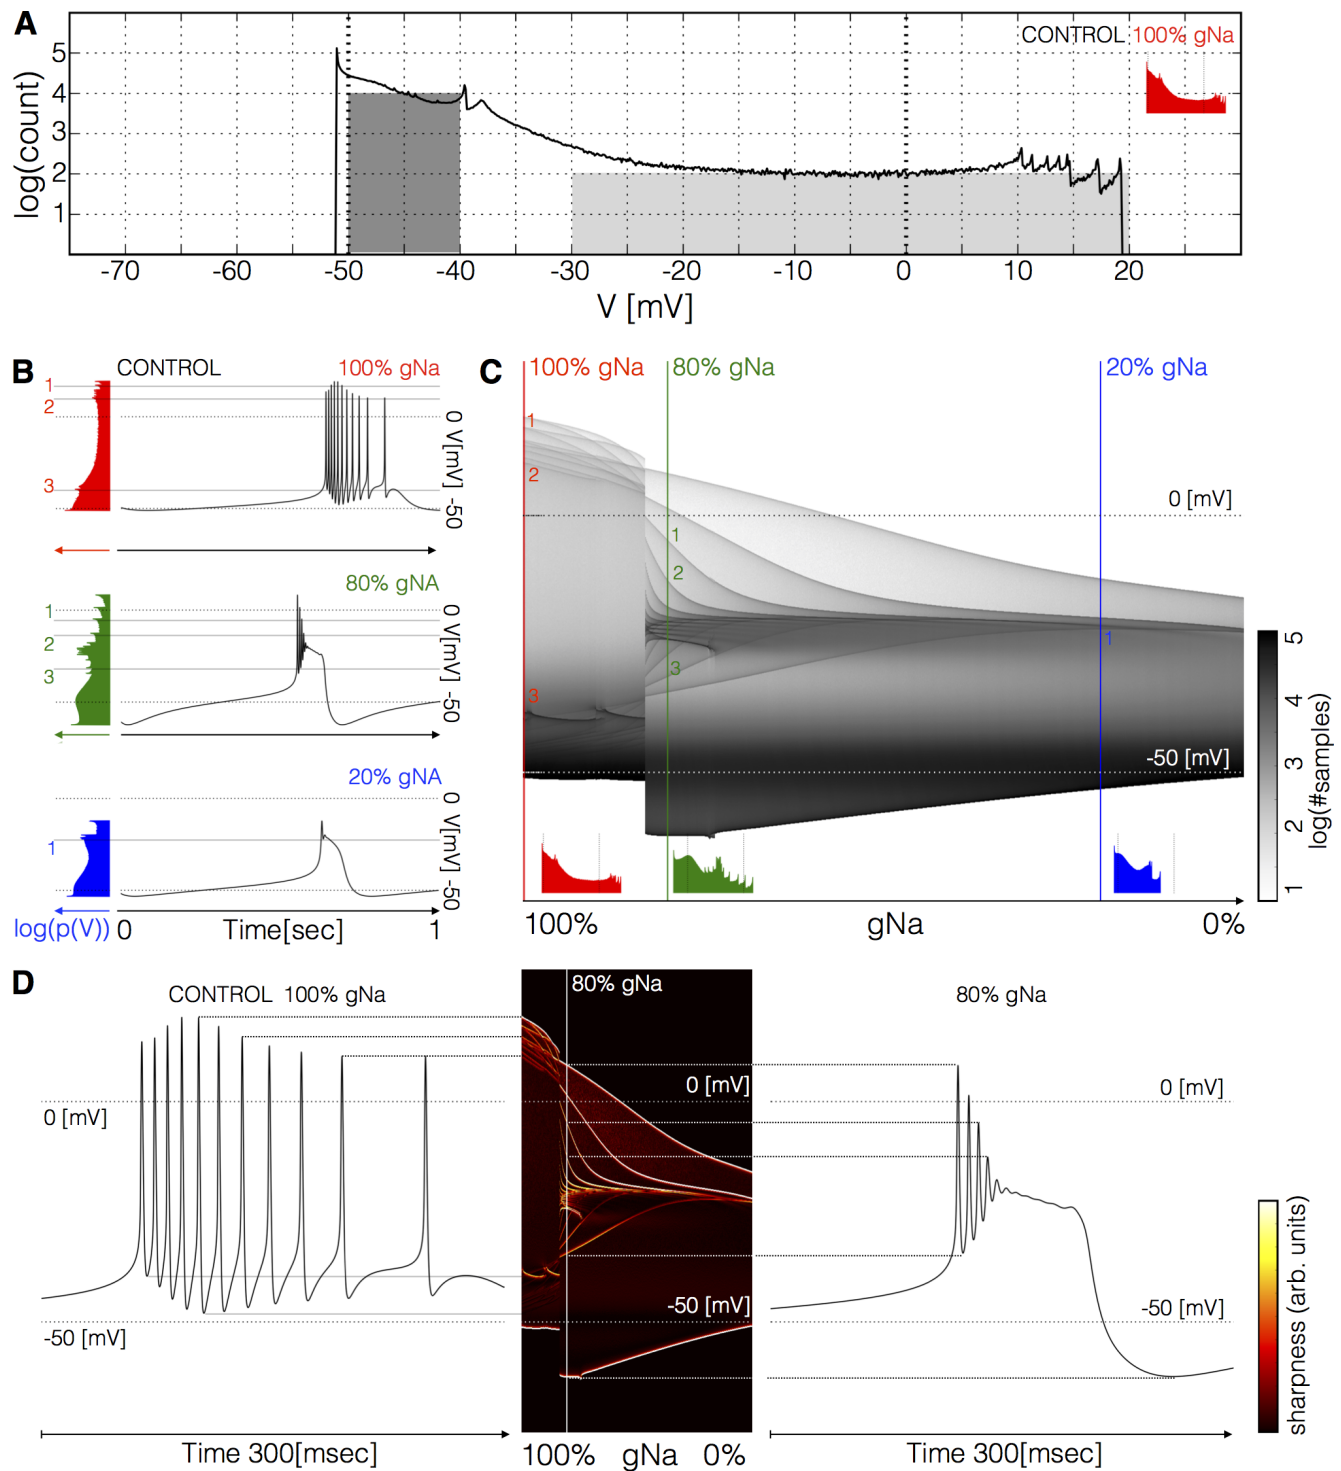 A
CONTROL 100% gNa
log(count)
5
4
3
2
1
-70 -60 -50 -40 -30 -20 -10 0 10 20
V [mV]
B
CONTROL 100% gNa
1
2
3
0 V[mV] -50
80% gNA
1
2
3
0 V[mV] -50
20% gNA
1
0 V[mV] -50
log(p(V)) 0 Time[sec] 1
C
100% gNa 80% gNa 20% gNa
1
2
3
1
2
3
1
0 [mV]
-50 [mV]
100% gNa 0%
5
4
3
2
1
log(#samples)
D
CONTROL 100% gNa
0 [mV]
-50 [mV]
Time 300[msec]
80% gNa
0 [mV]
-50 [mV]
100% gNa 0%
80% gNa
0 [mV]
-50 [mV]
Time 300[msec]
sharpness (arb. units)